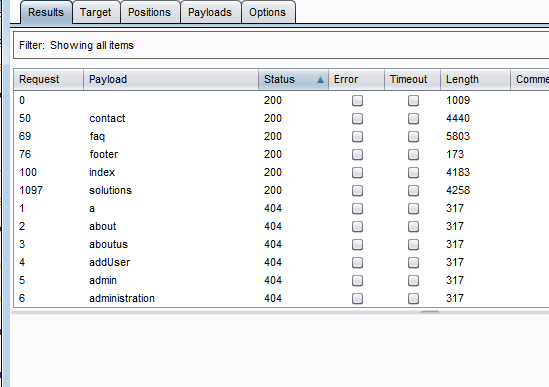 Results Target Positions Payloads Options
Filter: Showing all items
Request Payload Status Error Timeout Length Comme
0 200 1009
50 contact 200 4440
69 faq 200 5803
76 footer 200 173
100 index 200 4183
1097 solutions 200 4258
1 a 404 317
2 about 404 317
3 aboutus 404 317
4 addUser 404 317
5 admin 404 317
6 administration 404 317